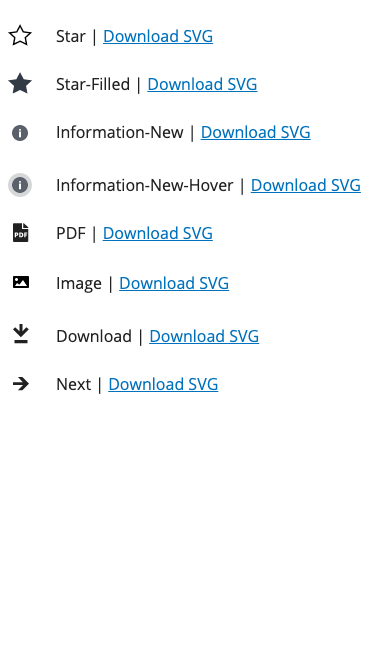 Star | Download SVG
Star-Filled | Download SVG
Information-New | Download SVG
Information-New-Hover | Download SVG
PDF PDF | Download SVG
Image | Download SVG
Download | Download SVG
Next | Download SVG